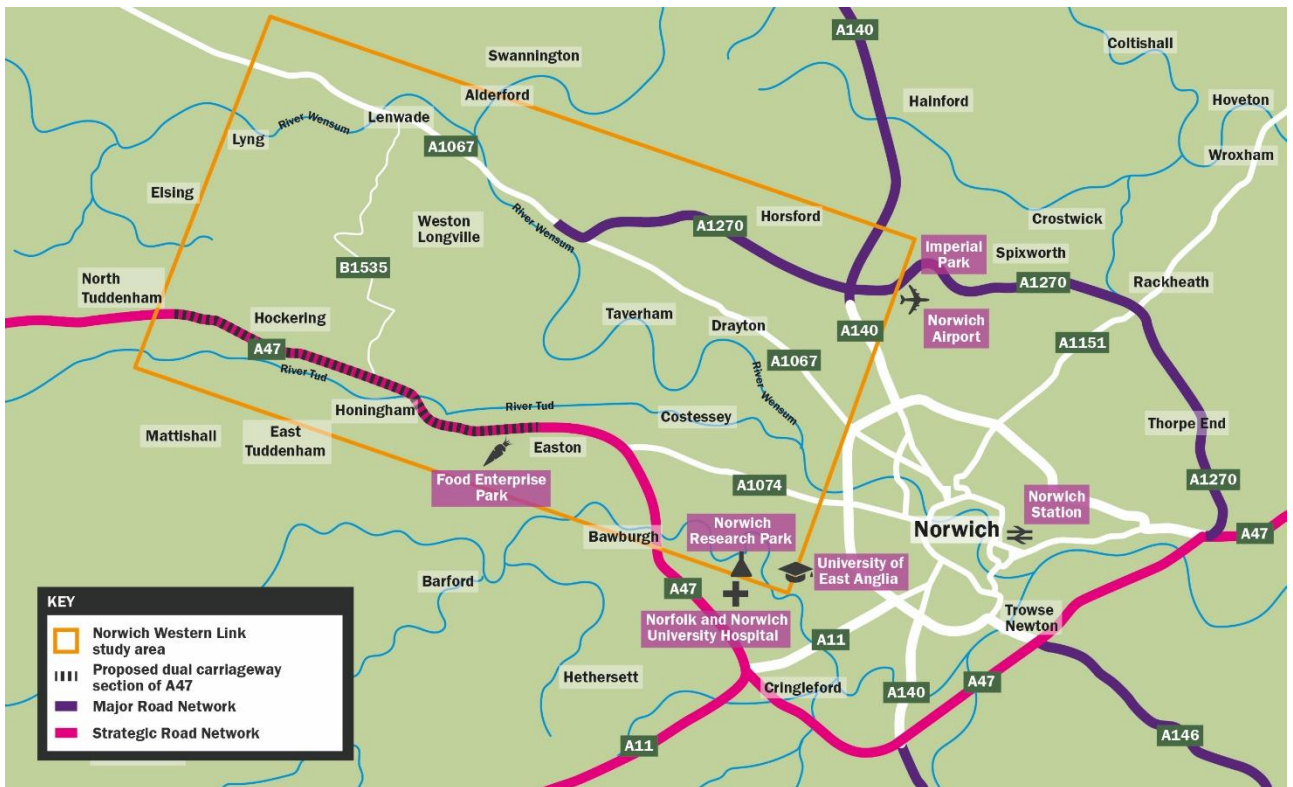 A140
Coltishall
Swannington
Alderford
Halnford
Hoveton
Lenwade
River Wensum
Lyng
A1067
Wroxham
Elsing
Weston
Longville
River Wensum
A1270
Horsford
Crostwick
Imperial
Park
Spixworth
B1535
North
Tuddenham
A1270
Rackheath
Hockering
Taverham
Drayton
A140
Norwich
Airport
A47
A1067
A1151
River Tud
River Wensum
Honingham
River Tud
Costessey
Thorpe End
Mattishall
East
Tuddenham
Easton
Food Enterprise
Park
A1074
A1270
Norwich
Station
Norwich
Research Park
Norwich
A47
Bawburgh
University of
East Anglia
Barford
A47
Norfolk and Norwich
University Hospital
Trowse
Newton
A11
Hethersett
Cringleford
A140
A47
A11
A146
KEY
Norwich Western Link
study area
Proposed dual carriageway
section of A47
Major Road Network
Strategic Road Network